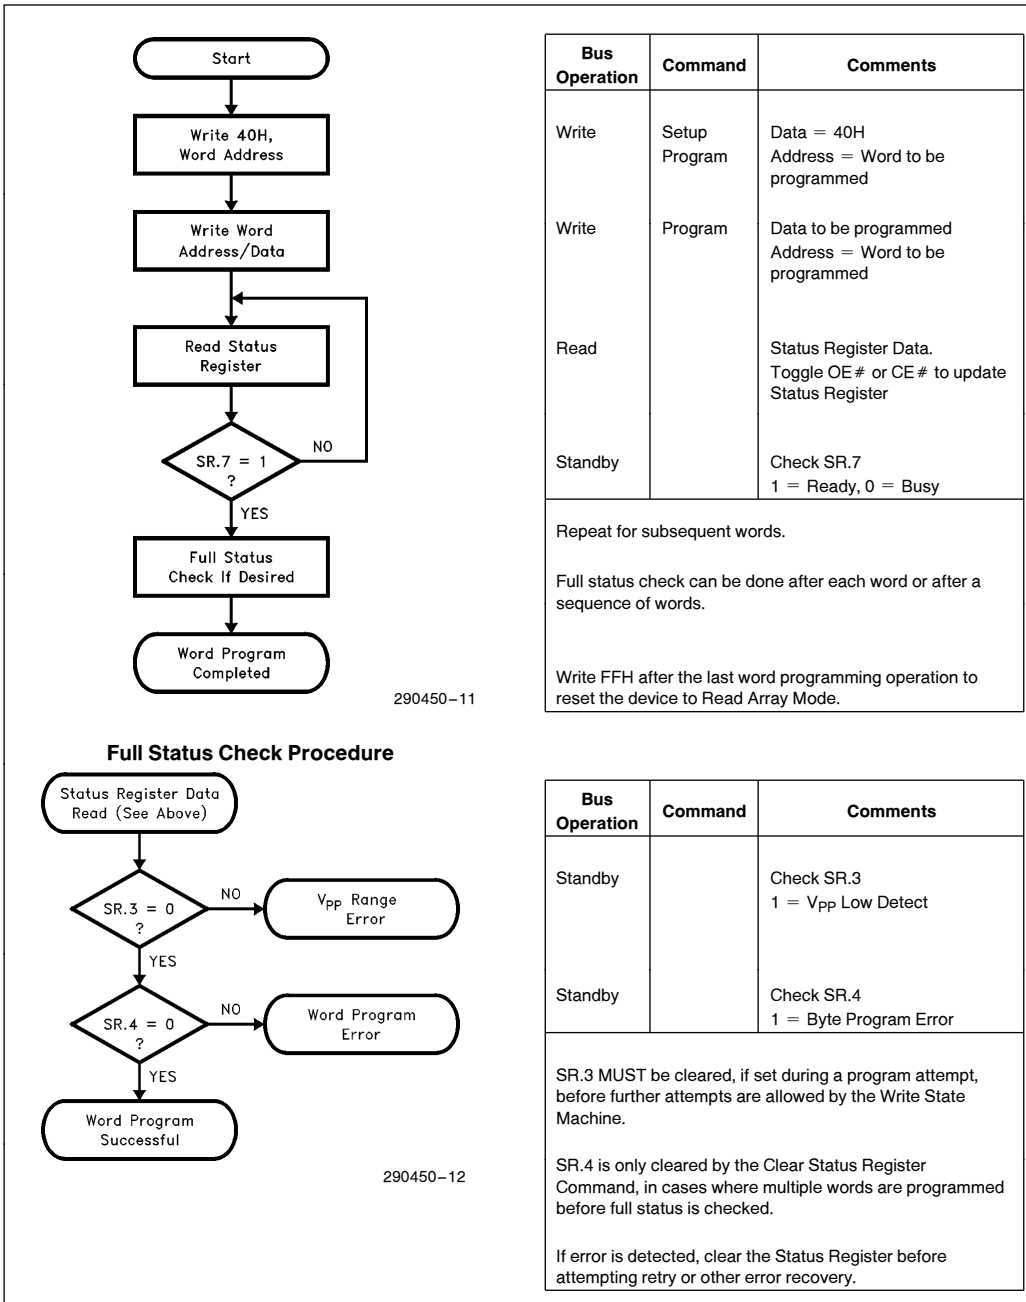 Start
Write 40H,
Word Address
Write Word
Address/Data
Read Status
Register
SR.7 = 1
?
NO
YES
Full Status
Check If Desired
Word Program
Completed
290450-11
Bus
Operation
Command
Comments
Write
Setup
Program
Data = 40H
Address = Word to be
programmed
Write
Program
Data to be programmed
Address = Word to be
programmed
Read
Status Register Data.
Toggle OE# or CE# to update
Status Register
Standby
Check SR.7
1 = Ready, 0 = Busy
Repeat for subsequent words.
Full status check can be done after each word or after a
sequence of words.
Write FFH after the last word programming operation to
reset the device to Read Array Mode.
Full Status Check Procedure
Status Register Data
Read (See Above)
SR.3 = 0
?
NO
VPP Range
Error
YES
SR.4 = 0
?
NO
Word Program
Error
YES
Word Program
Successful
290450-12
Bus
Operation
Command
Comments
Standby
Check SR.3
1 = VPP Low Detect
Standby
Check SR.4
1 = Byte Program Error
SR.3 MUST be cleared, if set during a program attempt,
before further attempts are allowed by the Write State
Machine.
SR.4 is only cleared by the Clear Status Register
Command, in cases where multiple words are programmed
before full status is checked.
If error is detected, clear the Status Register before
attempting retry or other error recovery.